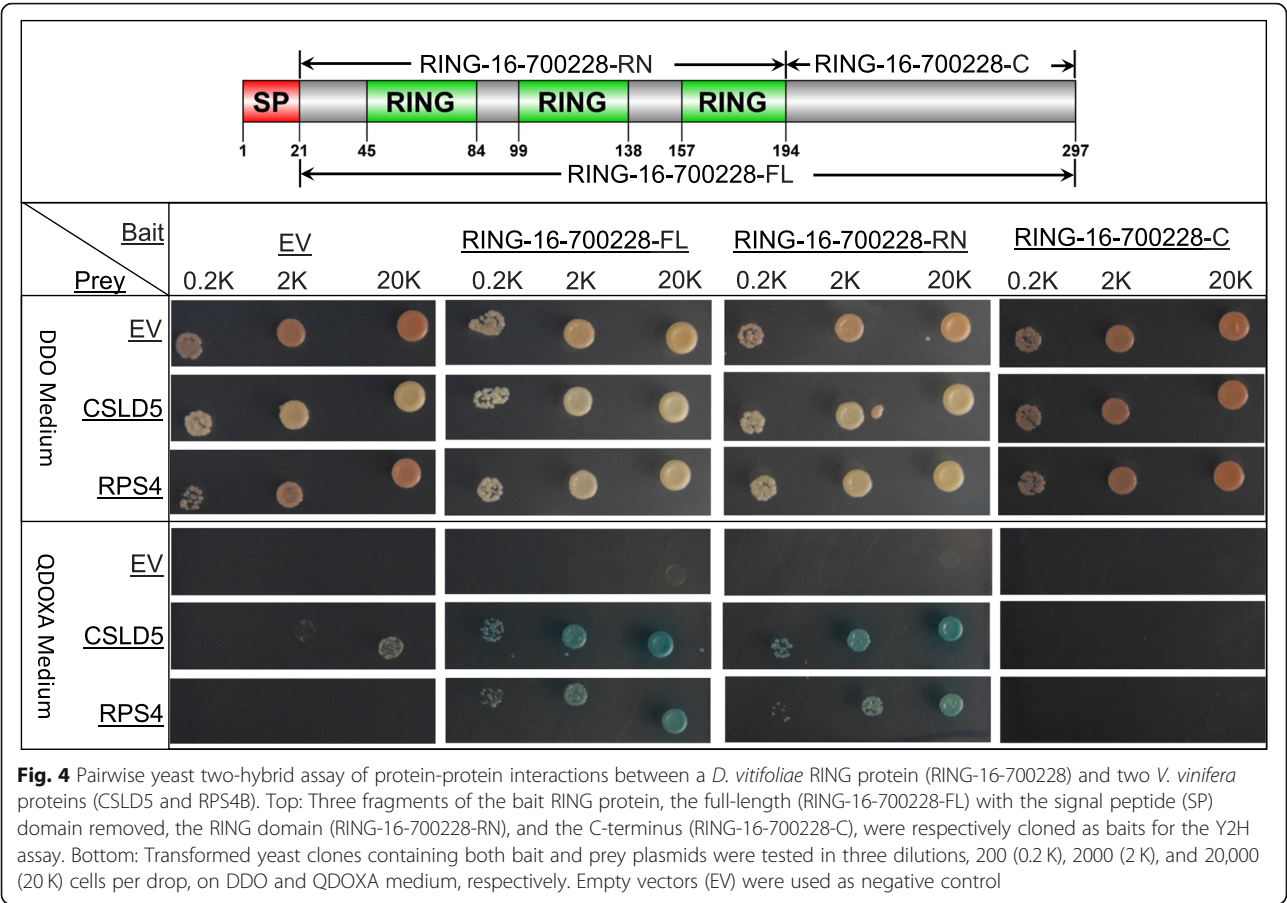 RING-16-700228-RN RING-16-700228-C
SP RING RING RING
1 21 45 84 99 138 157 194 297
RING-16-700228-FL
Bait EV RING-16-700228-FL RING-16-700228-RN RING-16-700228-C
Prey 0.2K 2K 20K 0.2K 2K 20K 0.2K 2K 20K 0.2K 2K 20K
DDO Medium
EV
CSLD5
RPS4
QDOXA Medium
EV
CSLD5
RPS4
Fig. 4 Pairwise yeast two-hybrid assay of protein-protein interactions between a D. vitifoliae RING protein (RING-16-700228) and two V. vinifera
proteins (CSLD5 and RPS4B). Top: Three fragments of the bait RING protein, the full-length (RING-16-700228-FL) with the signal peptide (SP)
domain removed, the RING domain (RING-16-700228-RN), and the C-terminus (RING-16-700228-C), were respectively cloned as baits for the Y2H
assay. Bottom: Transformed yeast clones containing both bait and prey plasmids were tested in three dilutions, 200 (0.2 K), 2000 (2 K), and 20,000
(20 K) cells per drop, on DDO and QDOXA medium, respectively. Empty vectors (EV) were used as negative control